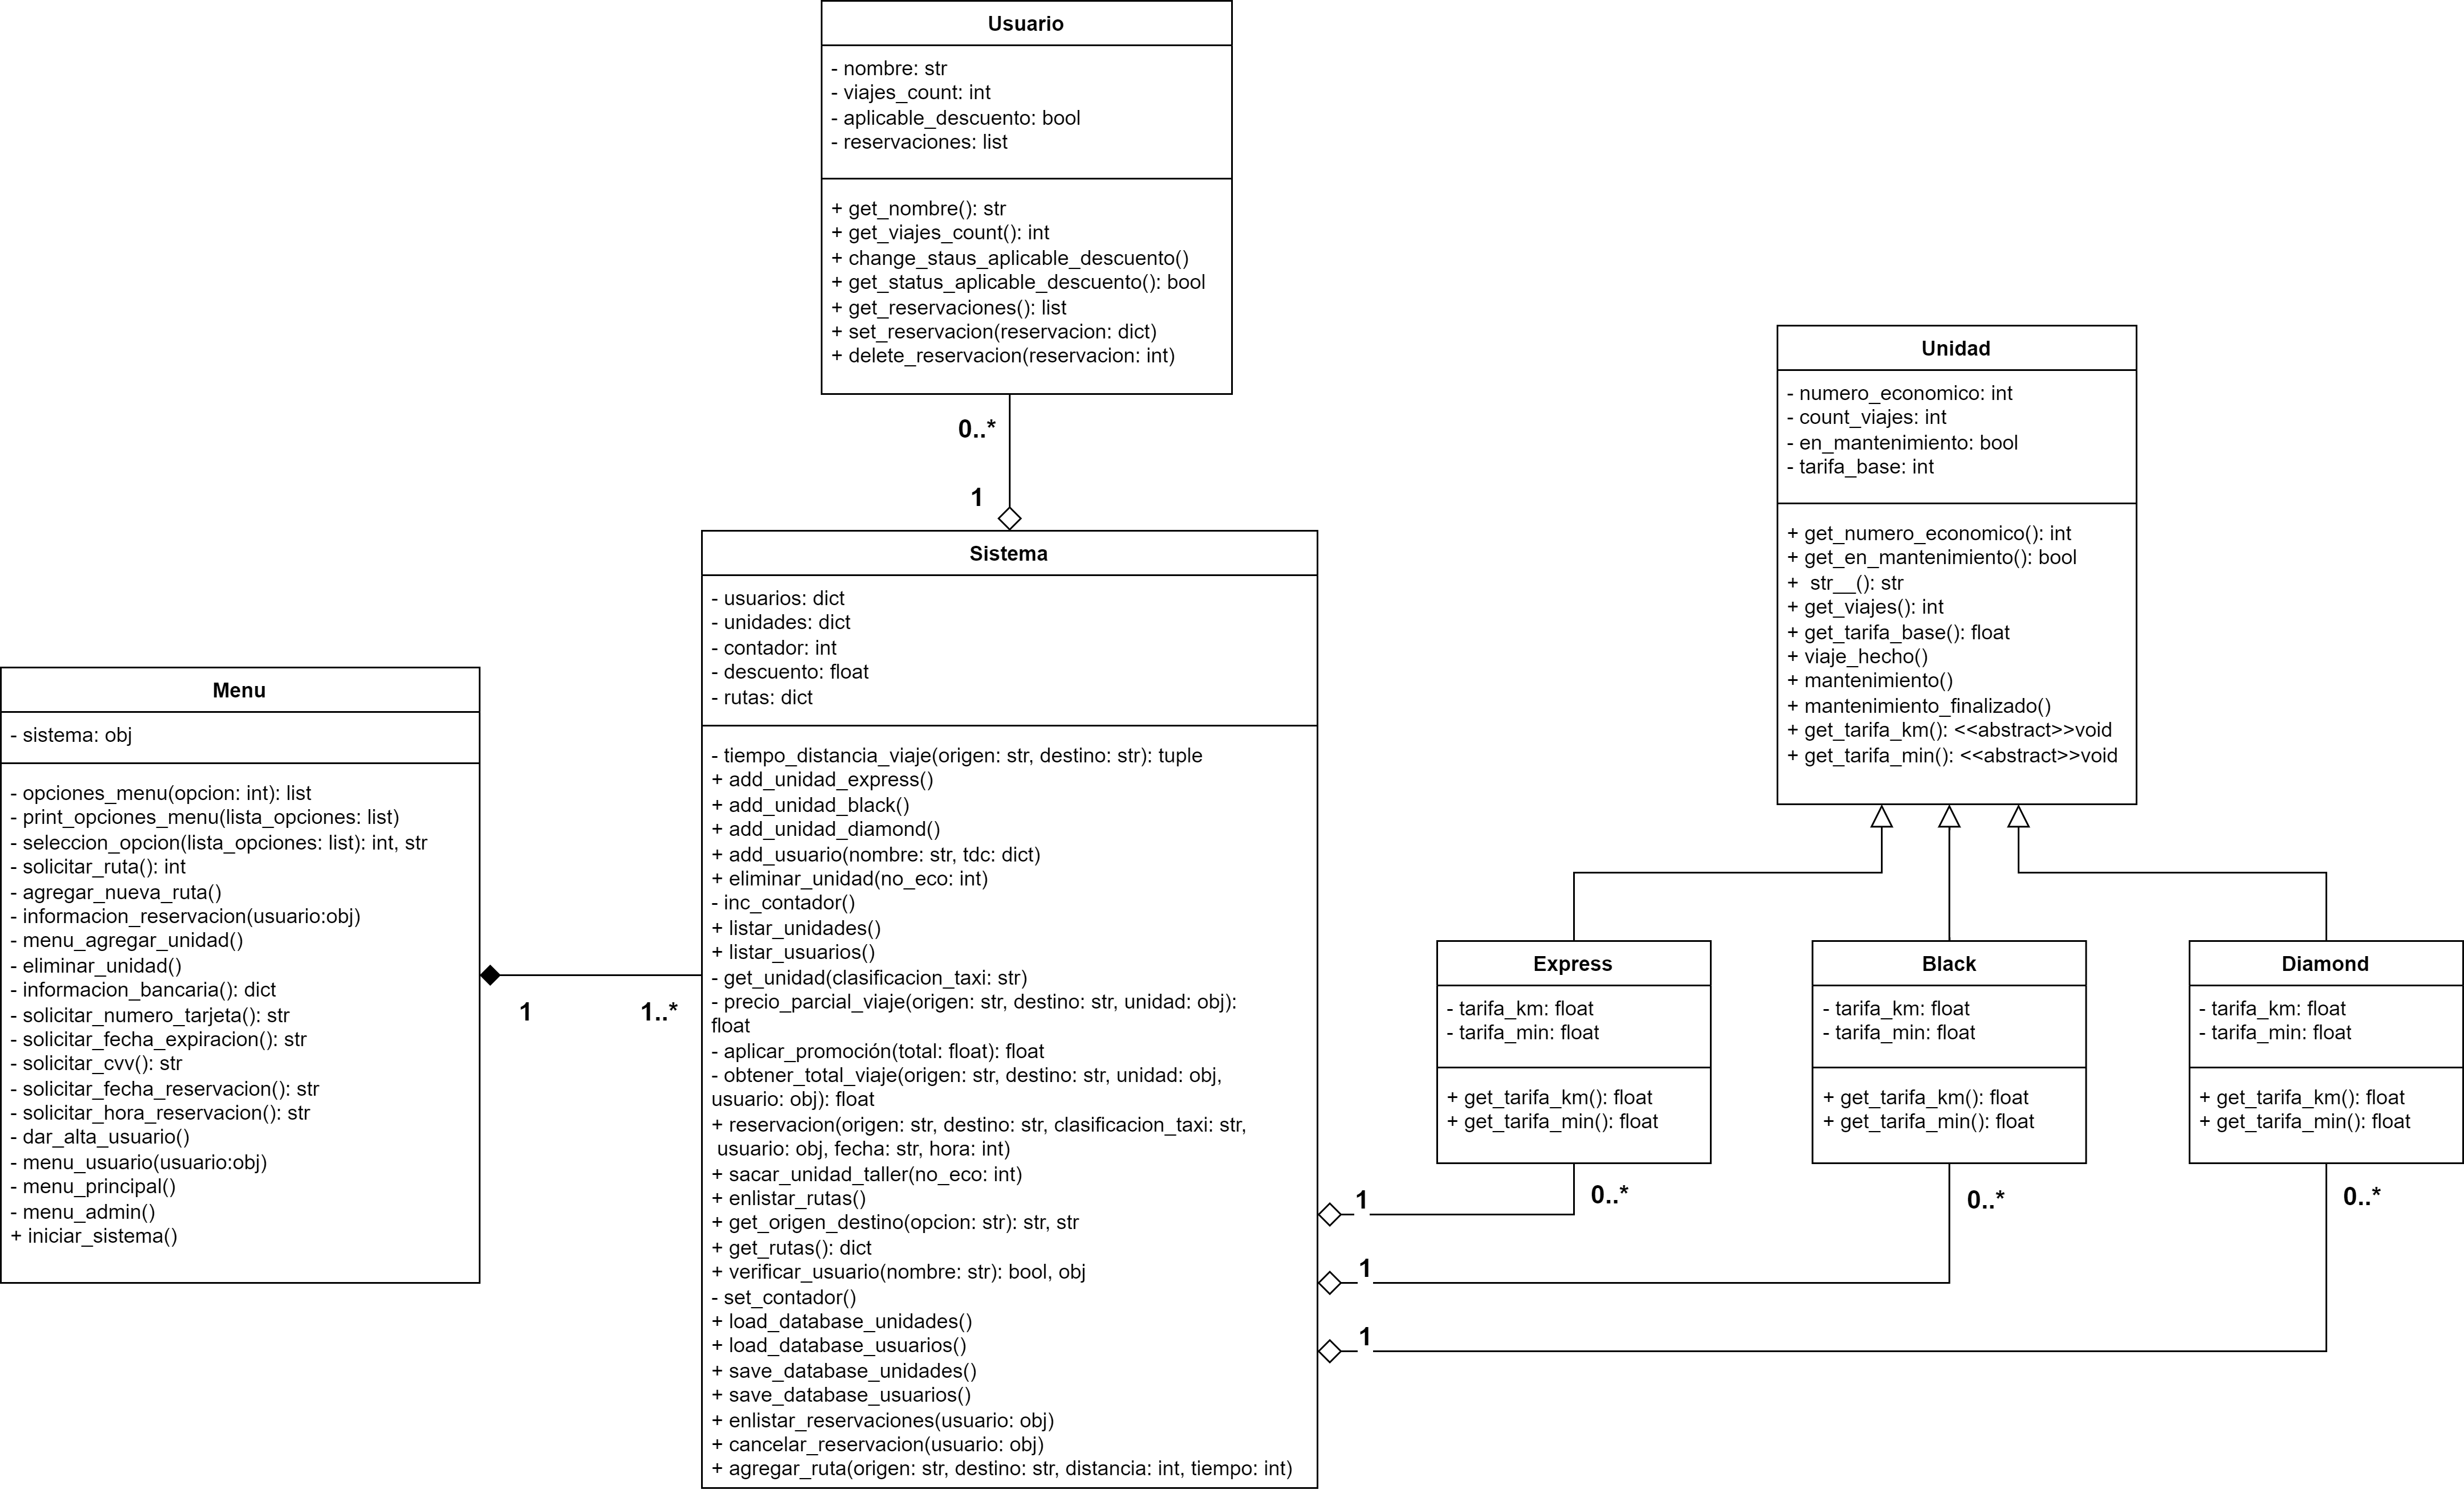 Usuario
- nombre: str
- viajes_count: int
- aplicable_descuento: bool
- reservaciones: list
+ get_nombre(): str
+ get_viajes_count(): int
+ change_staus_aplicable_descuento()
+ get_status_aplicable_descuento(): bool
+ get_reservaciones(): list
+ set_reservacion(reservacion: dict)
+ delete_reservacion(reservacion: int)
0..*
1
Unidad
- numero_economico: int
- count_viajes: int
- en_mantenimiento: bool
- tarifa_base: int
+ get_numero_economico(): int
+ get_en_mantenimiento(): bool
+  str__(): str
+ get_viajes(): int
+ get_tarifa_base(): float
+ viaje_hecho()
+ mantenimiento()
+ mantenimiento_finalizado()
+ get_tarifa_km(): <<abstract>>void
+ get_tarifa_min(): <<abstract>>void
Menu
- sistema: obj
- opciones_menu(opcion: int): list
- print_opciones_menu(lista_opciones: list)
- seleccion_opcion(lista_opciones: list): int, str
- solicitar_ruta(): int
- agregar_nueva_ruta()
- informacion_reservacion(usuario:obj)
- menu_agregar_unidad()
- eliminar_unidad()
- informacion_bancaria(): dict
- solicitar_numero_tarjeta(): str
- solicitar_fecha_expiracion(): str
- solicitar_cvv(): str
- solicitar_fecha_reservacion(): str
- solicitar_hora_reservacion(): str
- dar_alta_usuario()
- menu_usuario(usuario:obj)
- menu_principal()
- menu_admin()
+ iniciar_sistema()
1
1..*
Sistema
- usuarios: dict
- unidades: dict
- contador: int
- descuento: float
- rutas: dict
- tiempo_distancia_viaje(origen: str, destino: str): tuple
+ add_unidad_express()
+ add_unidad_black()
+ add_unidad_diamond()
+ add_usuario(nombre: str, tdc: dict)
+ eliminar_unidad(no_eco: int)
- inc_contador()
+ listar_unidades()
+ listar_usuarios()
- get_unidad(clasificacion_taxi: str)
- precio_parcial_viaje(origen: str, destino: str, unidad: obj):
float
- aplicar_promoción(total: float): float
- obtener_total_viaje(origen: str, destino: str, unidad: obj,
usuario: obj): float
+ reservacion(origen: str, destino: str, clasificacion_taxi: str,
usuario: obj, fecha: str, hora: int)
+ sacar_unidad_taller(no_eco: int)
+ enlistar_rutas()
+ get_origen_destino(opcion: str): str, str
+ get_rutas(): dict
+ verificar_usuario(nombre: str): bool, obj
- set_contador()
+ load_database_unidades()
+ load_database_usuarios()
+ save_database_unidades()
+ save_database_usuarios()
+ enlistar_reservaciones(usuario: obj)
+ cancelar_reservacion(usuario: obj)
+ agregar_ruta(origen: str, destino: str, distancia: int, tiempo: int)
Express
- tarifa_km: float
- tarifa_min: float
+ get_tarifa_km(): float
+ get_tarifa_min(): float
Black
- tarifa_km: float
- tarifa_min: float
+ get_tarifa_km(): float
+ get_tarifa_min(): float
Diamond
- tarifa_km: float
- tarifa_min: float
+ get_tarifa_km(): float
+ get_tarifa_min(): float
1
0..*
1
0..*
1
0..*